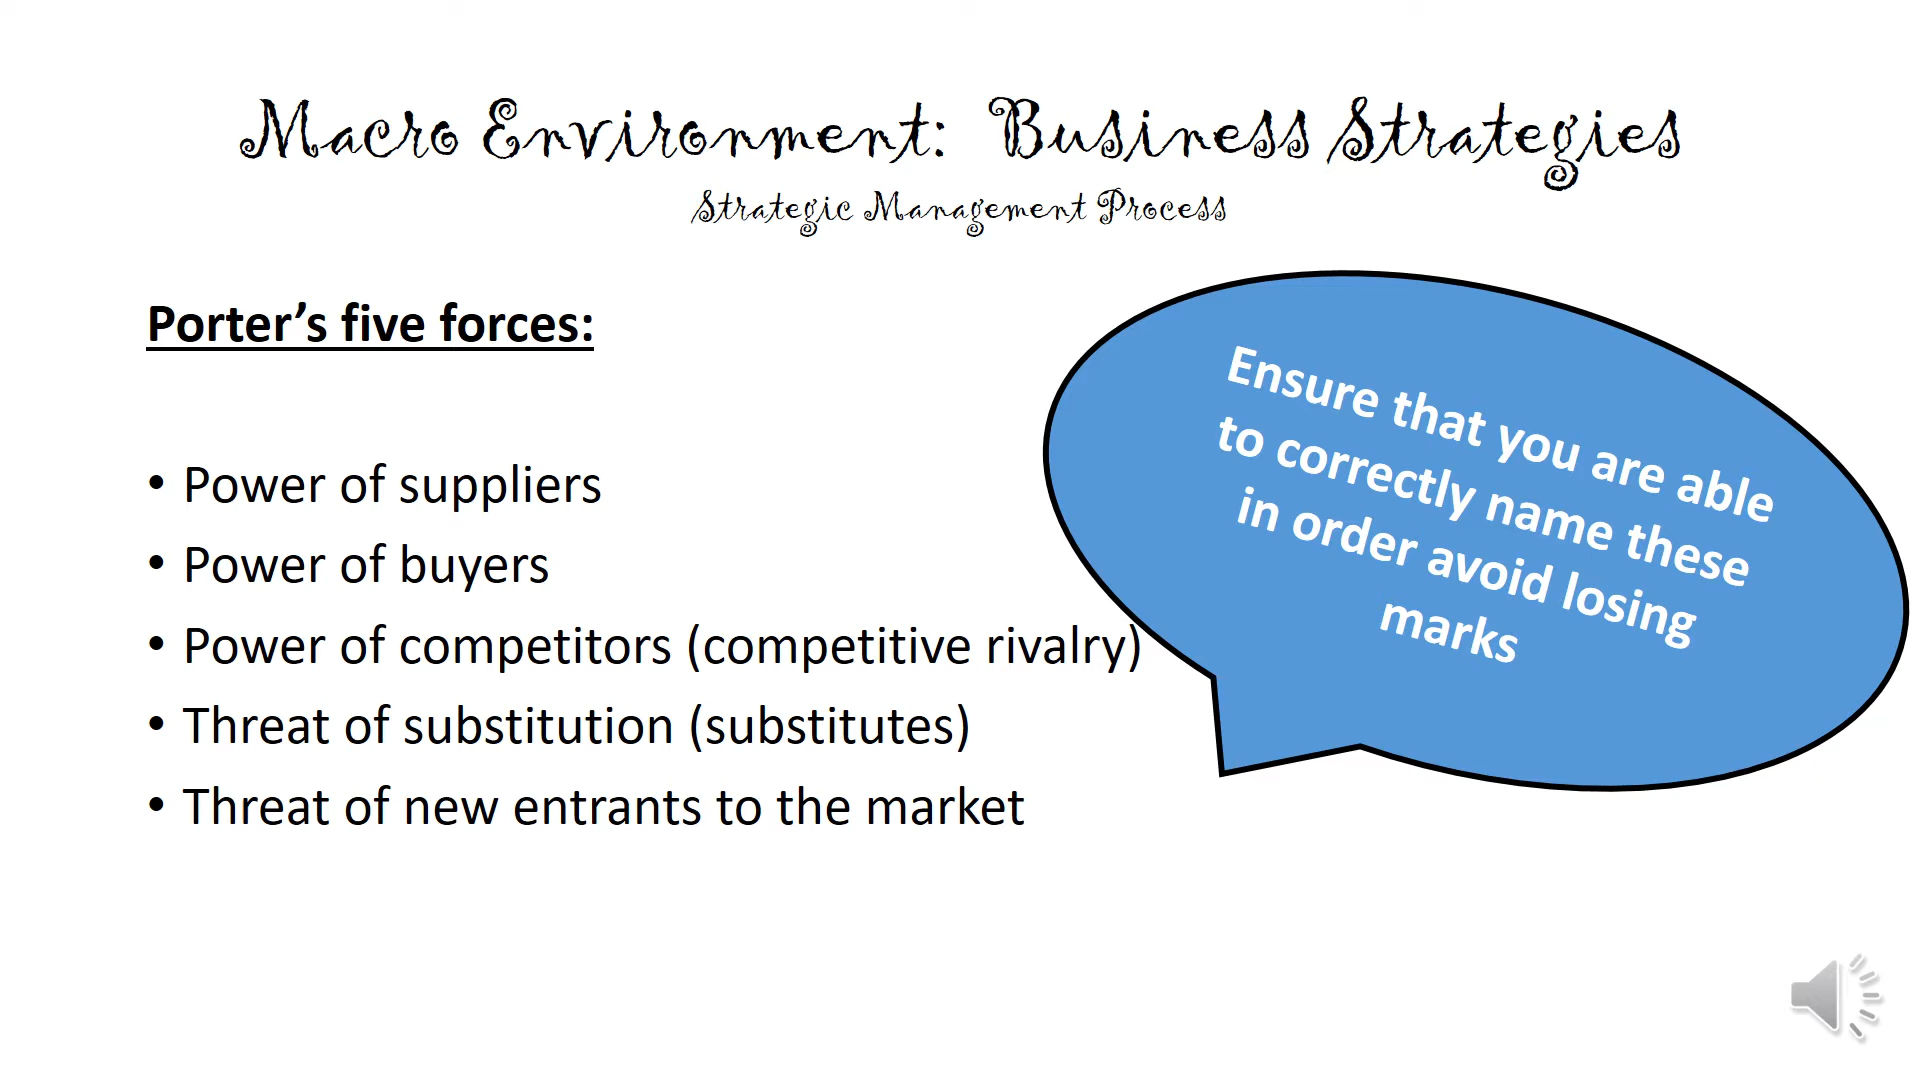 Macro Environment: Business Strategies
Strategic Management Process
Porter’s five forces:
• Power of suppliers
• Power of buyers
• Power of competitors (competitive rivalry)
• Threat of substitution (substitutes)
• Threat of new entrants to the market
Ensure that you are able
to correctly name these
in order avoid losing
marks